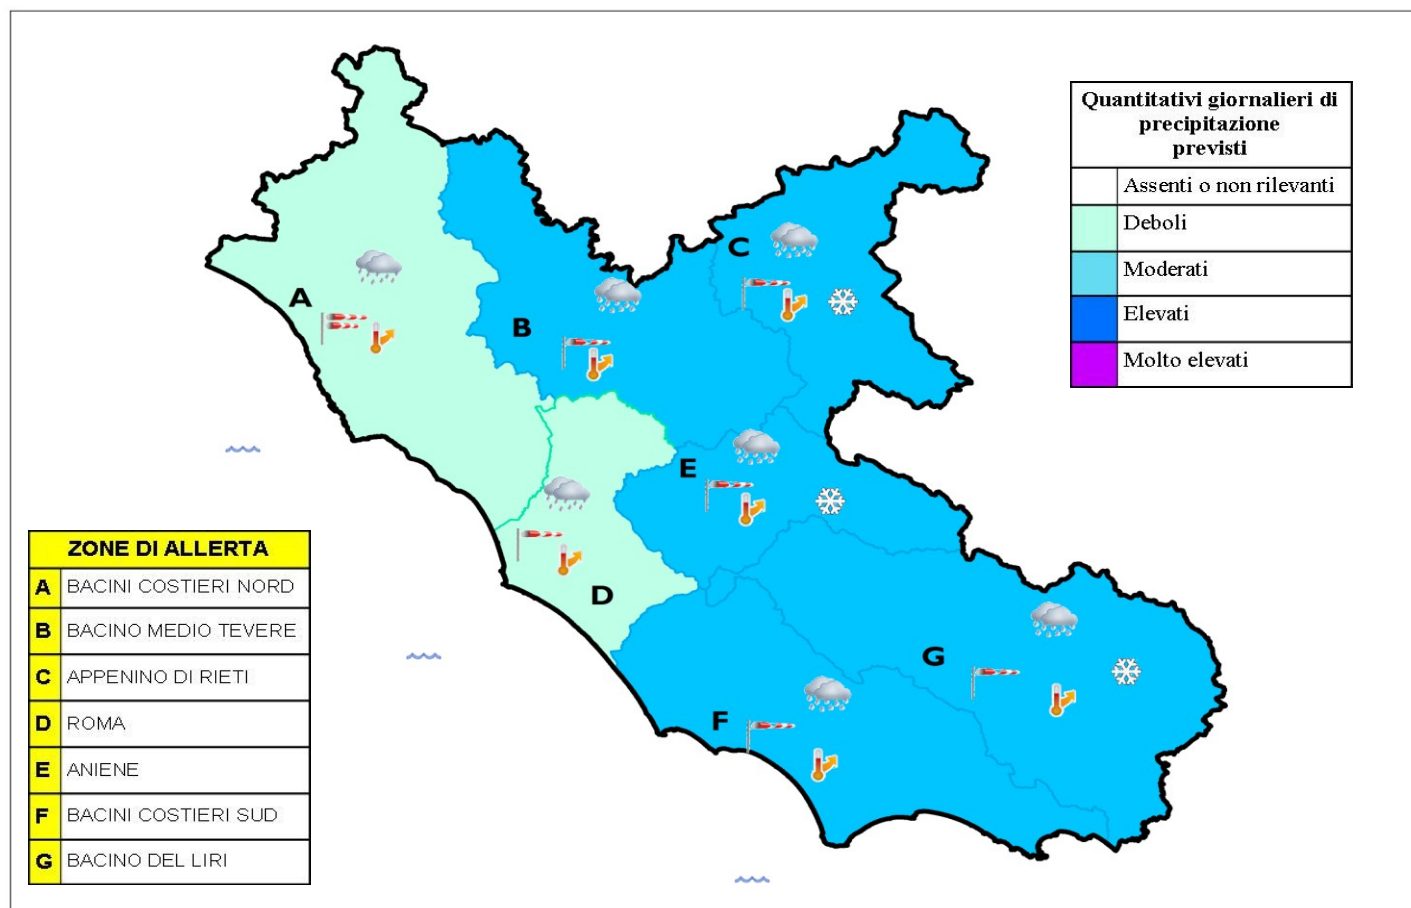 Quantitativi giornalieri di
precipitazione
previsti
Assenti o non rilevanti
Deboli
Moderati
Elevati
Molto elevati
A
B
C
D
E
F
G
ZONE DI ALLERTA
A BACINI COSTIERI NORD
B BACINO MEDIO TEVERE
C APPENINO DI RIETI
D ROMA
E ANIENE
F BACINI COSTIERI SUD
G BACINO DEL LIRI